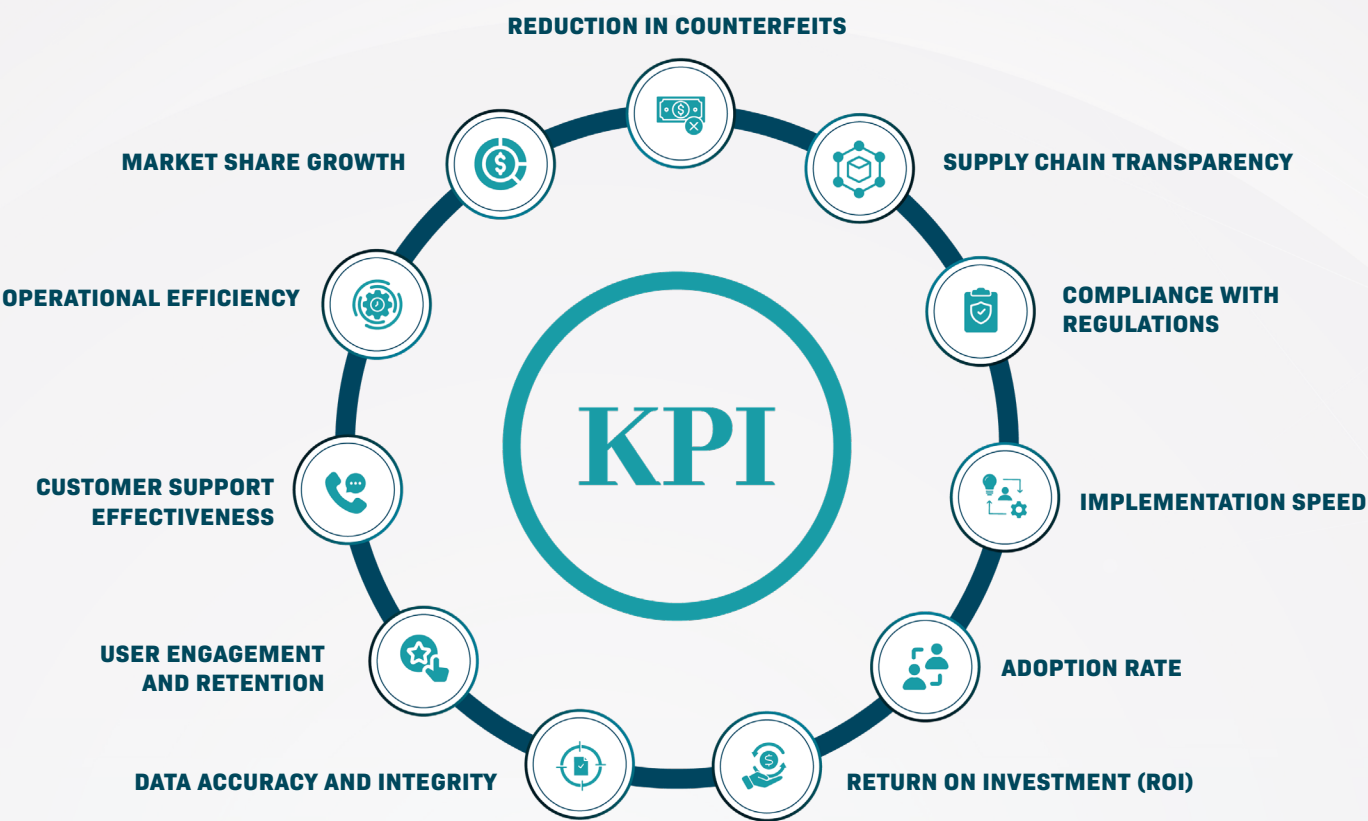 REDUCTION IN COUNTERFEITS
MARKET SHARE GROWTH
SUPPLY CHAIN TRANSPARENCY
OPERATIONAL EFFICIENCY
COMPLIANCE WITH
REGULATIONS
KPI
CUSTOMER SUPPORT
EFFECTIVENESS
IMPLEMENTATION SPEED
USER ENGAGEMENT
AND RETENTION
ADOPTION RATE
DATA ACCURACY AND INTEGRITY
RETURN ON INVESTMENT (ROI)